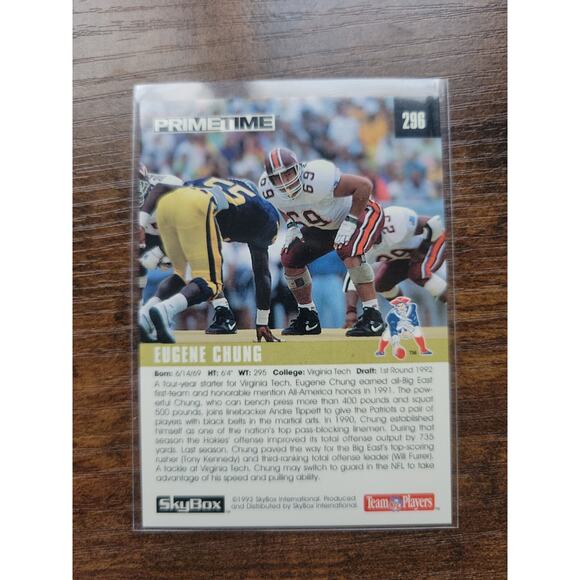 PRIMETIME
296
69
69
29
EUGENE CHUNG
TM
Born: 6/14/69 HT: 6'4" WT: 295 College: Virginia Tech Draft: 1st Round 1992
A four-year starter for Virginia Tech, Eugene Chung earned all-Big East
first-team and honorable mention All-America honors in 1991. The pow-
erful Chung, who can bench press more than 400 pounds and squat
500 pounds, joins linebacker Andre Tippett to give the Patriots a pair of
players with black belts in the martial arts. In 1990, Chung established
himself as one of the nation's top pass-blocking linemen. During that
season the Hokies' offense improved its total offense output by 735
yards. Last season, Chung paved the way for the Big East's top-scoring
rusher (Tony Kennedy) and third-ranking total offense leader (Will Furrer).
A tackle at Virginia Tech, Chung may switch to guard in the NFL to take
advantage of his speed and pulling ability.
SkyBox TM
©1993 SkyBox International. Produced
and Distributed by SkyBox International.
Team NFL Players TM